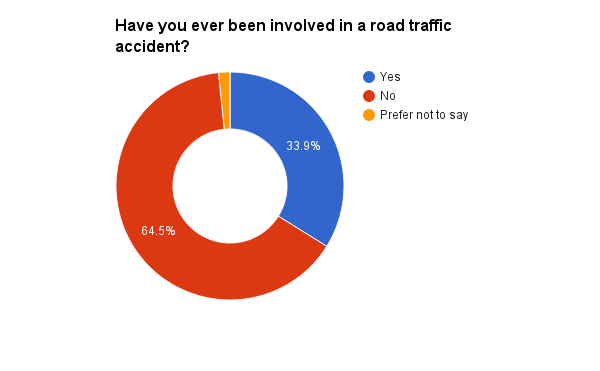 Have you ever been involved in a road traffic
accident?
Yes
No
Prefer not to say
33.9%
64.5%